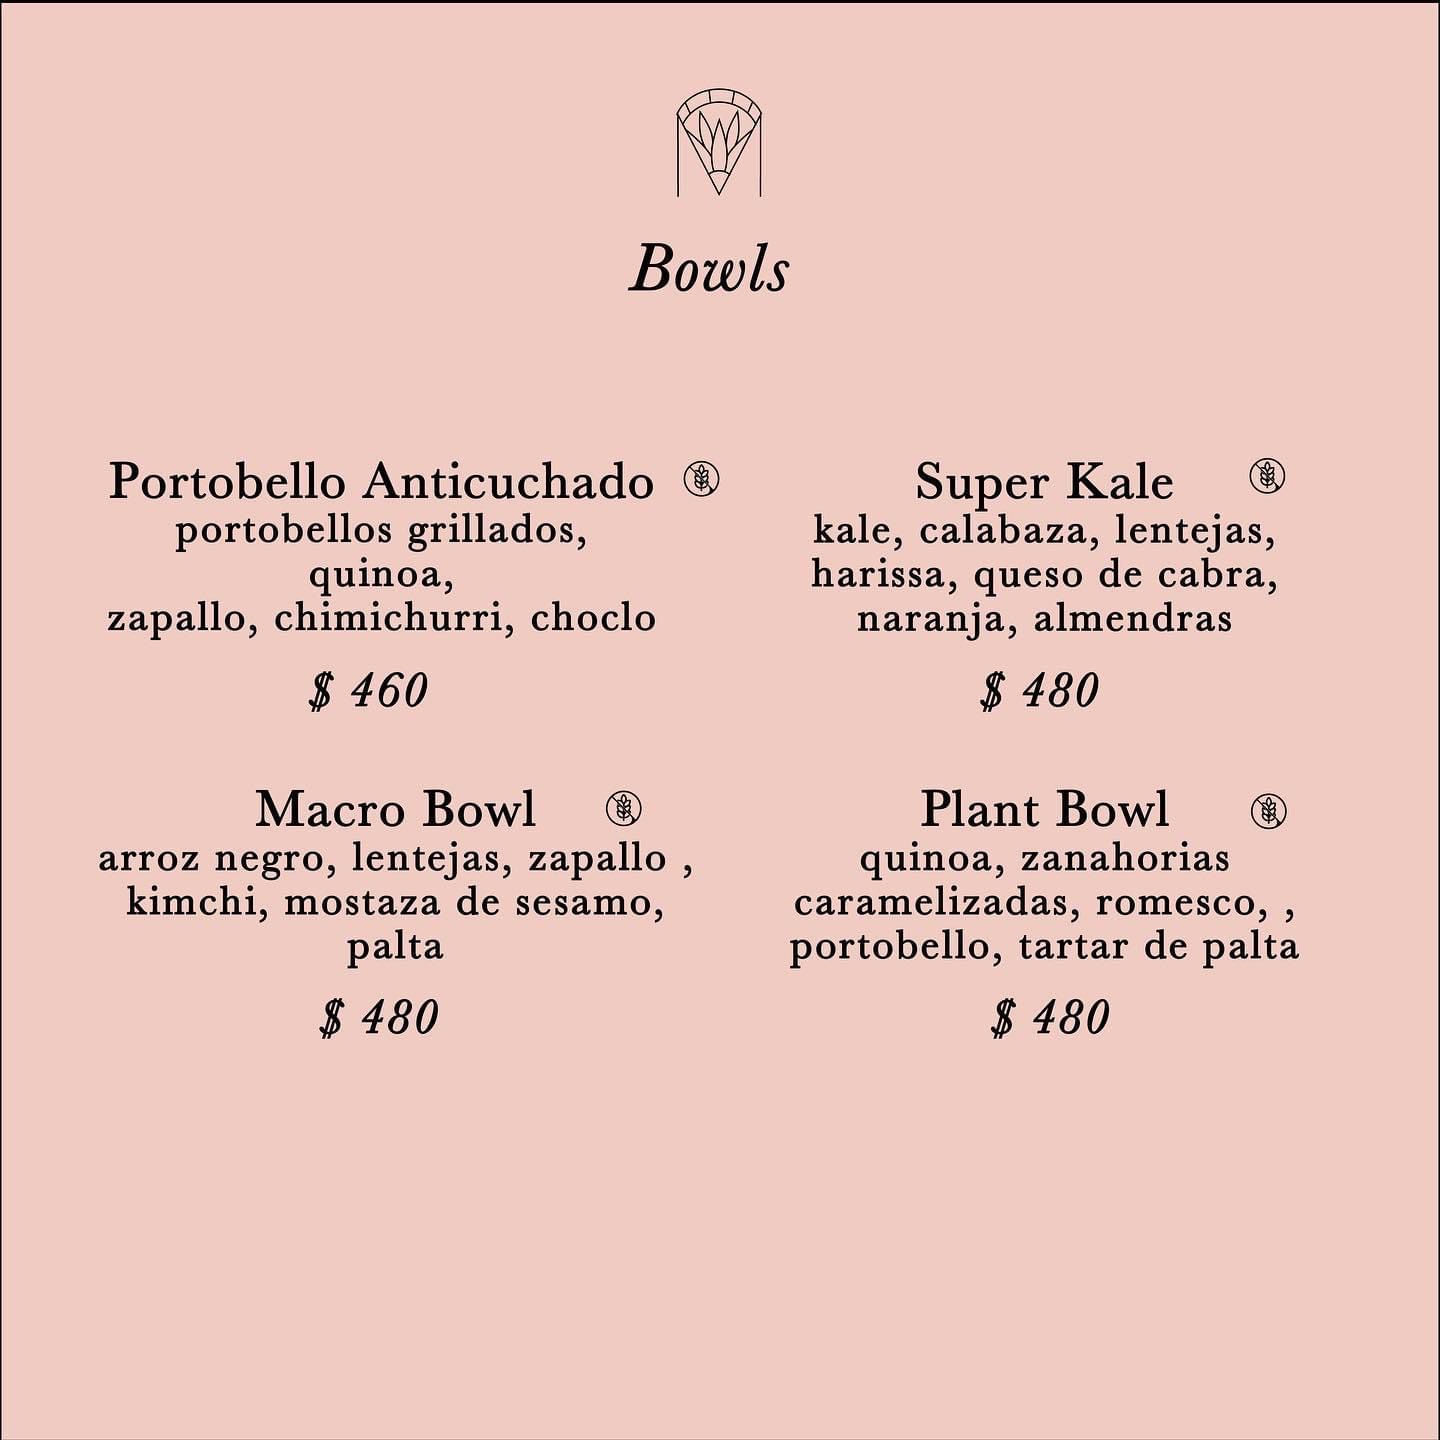 Bowls
Portobello Anticuchado
portobellos grillados,
quinoa,
zapallo, chimichurri, choclo
$ 460
Super Kale
kale, calabaza, lentejas,
harissa, queso de cabra,
naranja, almendras
$ 480
Macro Bowl
arroz negro, lentejas, zapallo ,
kimchi, mostaza de sesamo,
palta
$ 480
Plant Bowl
quinoa, zanahorias
caramelizadas, romesco, ,
portobello, tartar de palta
$ 480